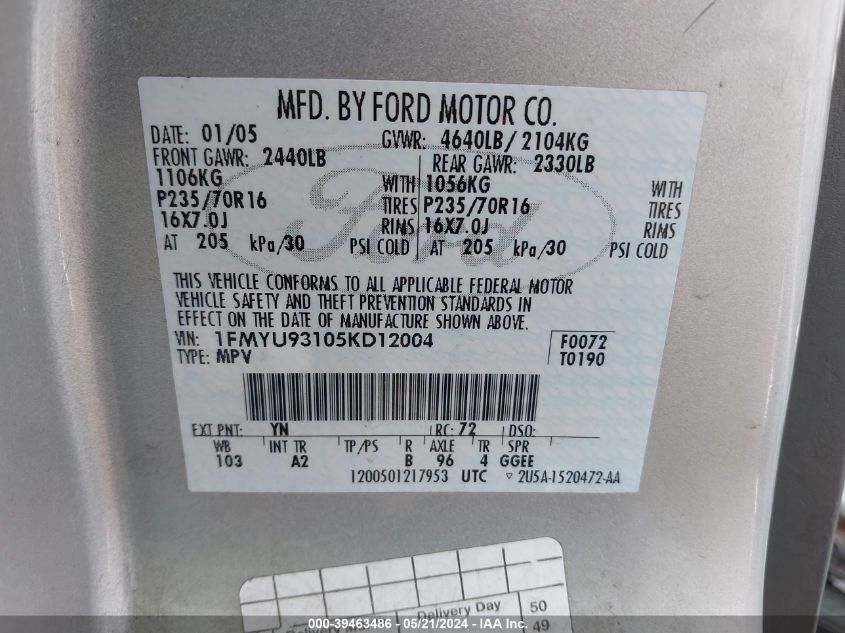 MFD. BY FORD MOTOR CO.
DATE: 01/05 GVWR: 4640LB/ 2104KG
FRONT GAWR: 2440LB REAR GAWR: 2330LB
1106KG WITH 1056KG WITH
P235/70R16 TIRES P235/70R16 TIRES
16X7.0J RIMS 16X7.0J RIMS
AT 205 kPa/30 PSI COLD AT 205 kPa/30 PSI COLD
Ford
THIS VEHICLE CONFORMS TO ALL APPLICABLE FEDERAL MOTOR
VEHICLE SAFETY AND THEFT PREVENTION STANDARDS IN
EFFECT ON THE DATE OF MANUFACTURE SHOWN ABOVE.
VIN: 1FMYU93105KD12004 F0072
TYPE: MPV T0190
EXT PNT: YN RC: 72 DSO:
WB INT TR TP/PS R AXLE TR SPR
103 A2 B 96 4 GGEE
1200501217953 UTC 2U5A-1520472-AA
Delivery Day 50
49
000-39463486 - 05/21/2024 - IAA Inc.